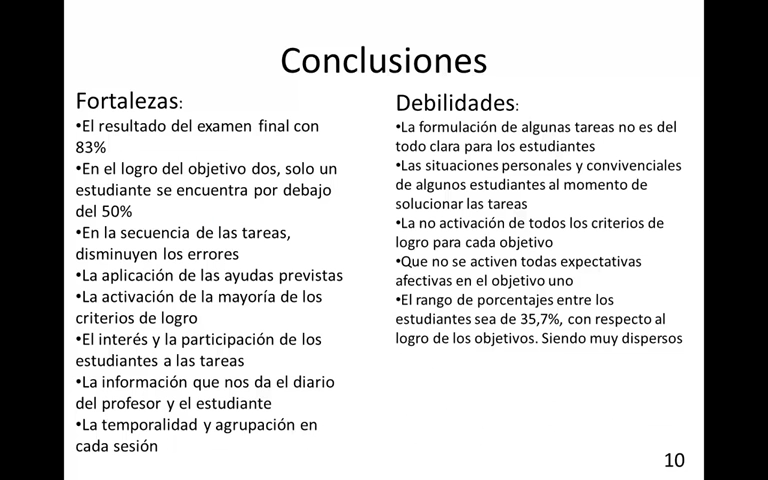 Conclusiones
Fortalezas:
•El resultado del examen final con
83%
•En el logro del objetivo dos, solo un
estudiante se encuentra por debajo
del 50%
•En la secuencia de las tareas,
disminuyen los errores
•La aplicación de las ayudas previstas
•La activación de la mayoría de los
criterios de logro
•El interés y la participación de los
estudiantes a las tareas
•La información que nos da el diario
del profesor y el estudiante
•La temporalidad y agrupación en
cada sesión
Debilidades:
•La formulación de algunas tareas no es del
todo clara para los estudiantes
•Las situaciones personales y convivenciales
de algunos estudiantes al momento de
solucionar las tareas
•La no activación de todos los criterios de
logro para cada objetivo
•Que no se activen todas expectativas
afectivas en el objetivo uno
•El rango de porcentajes entre los
estudiantes sea de 35,7%, con respecto al
logro de los objetivos. Siendo muy dispersos
10